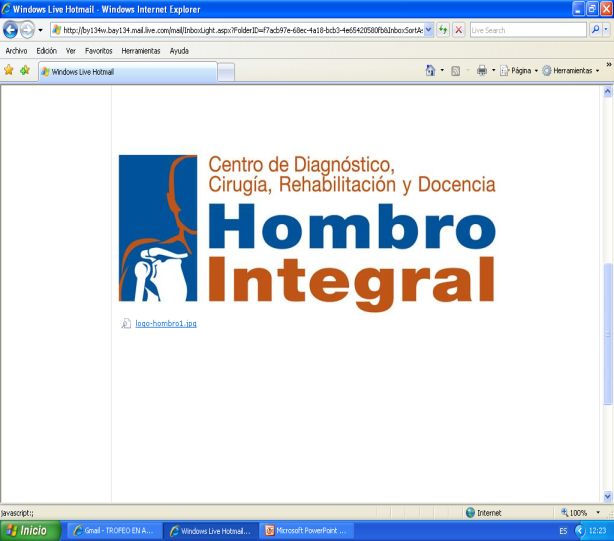 Windows Live Hotmail - Windows Internet Explorer
http://by134w.bay134.mail.live.com/mail/InboxLight.aspx?FolderID=f7acb97e-68ec-4a18-bcb3-4e65420580fb&InboxSortAs
Live Search
Archivo Edición Ver Favoritos Herramientas Ayuda
Windows Live Hotmail
Página
Herramientas
»
Centro de Diagnóstico,
Cirugía, Rehabilitación y Docencia
Hombro
Integral
logo-hombro1.jpg
javascript:;
Internet
100%
Inicio
Gmail - TROFEO EN A...
Windows Live Hotmail...
Microsoft PowerPoint ...
ES
12:23